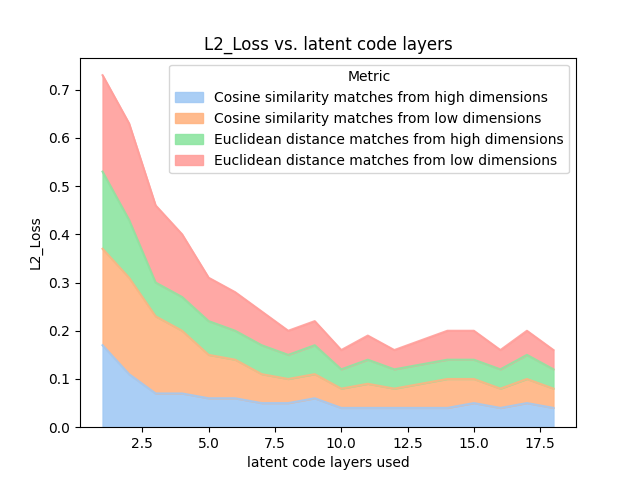 L2_Loss vs. latent code layers
Metric
Cosine similarity matches from high dimensions
Cosine similarity matches from low dimensions
Euclidean distance matches from high dimensions
Euclidean distance matches from low dimensions
L2_Loss
0.7
0.6
0.5
0.4
0.3
0.2
0.1
0.0
2.5 5.0 7.5 10.0 12.5 15.0 17.5
latent code layers used